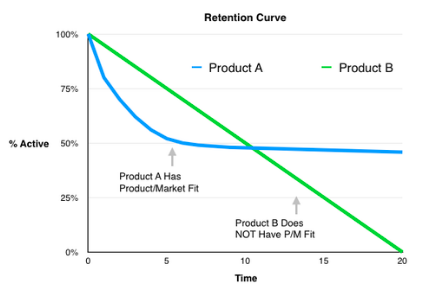 Retention Curve
100%
Product A
Product B
75%
% Active
50%
Product A Has
Product/Market Fit
25%
Product B Does
NOT Have P/M Fit
0%
0
5
10
15
20
Time